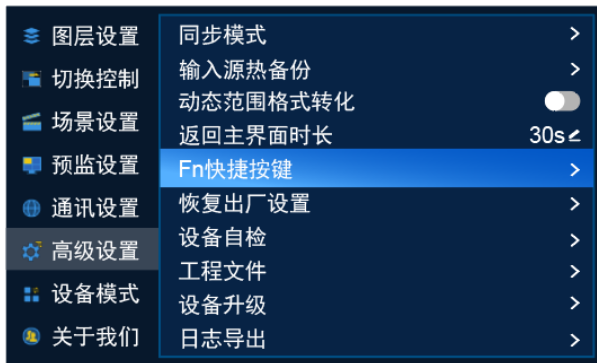 图层设置
切换控制
场景设置
预监设置
通讯设置
高级设置
设备模式
关于我们
同步模式
输入源热备份
动态范围格式转化
返回主界面时长 30s
Fn快捷按键
恢复出厂设置
设备自检
工程文件
设备升级
日志导出